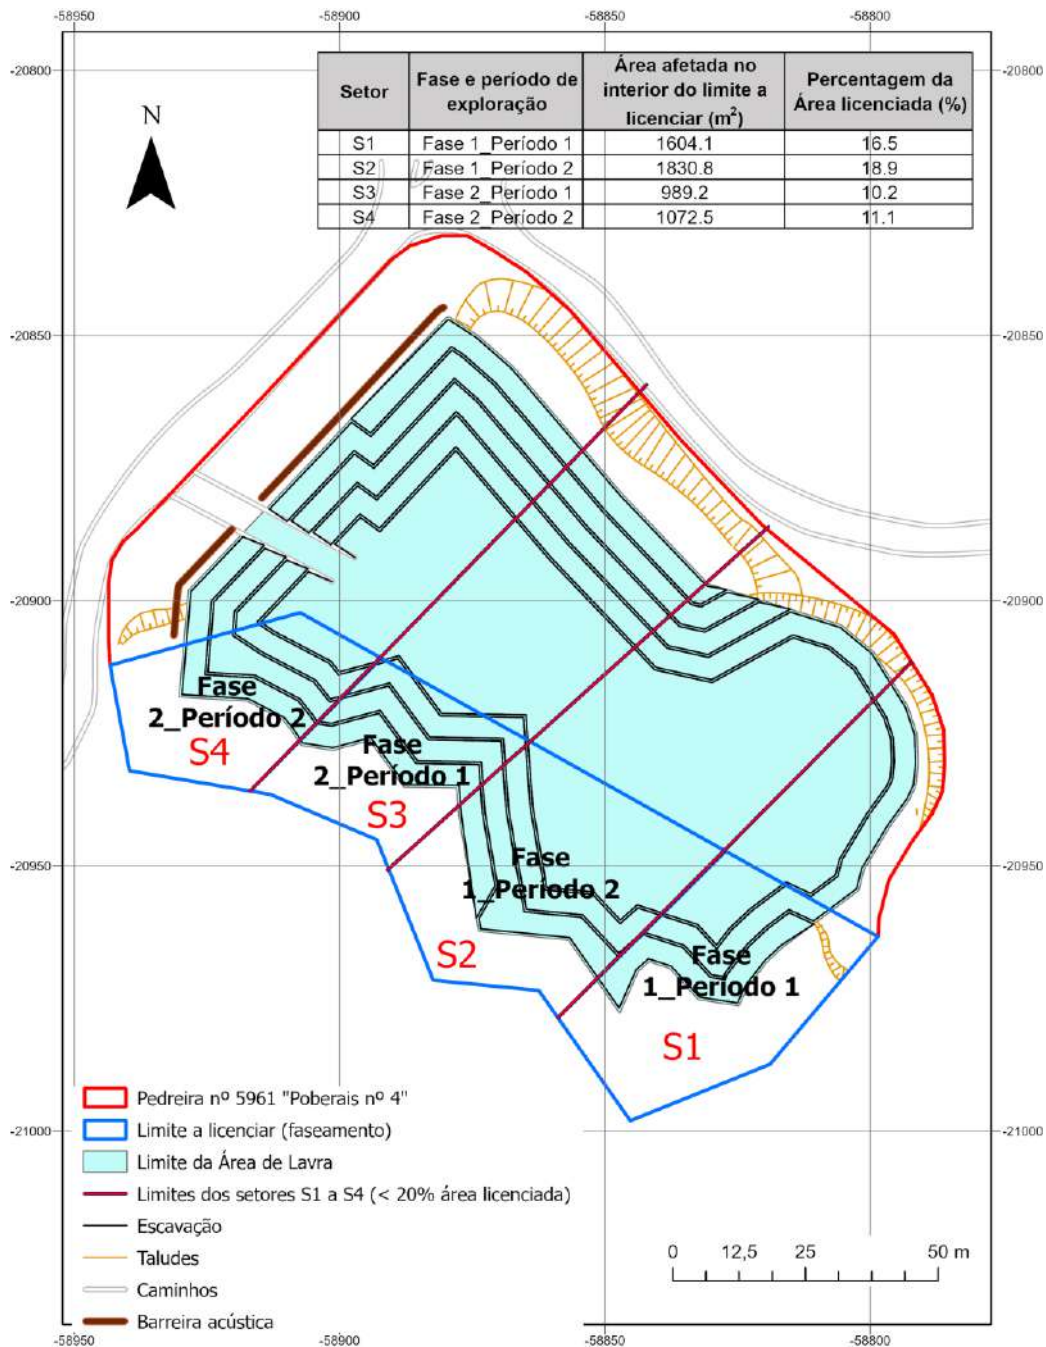 -58950 -58900 -58850 -58800
-20800 -20800
Setor Fase e período de exploração Área afetada no interior do limite a licenciar (m²) Percentagem da Área licenciada (%)
S1 Fase 1_Período 1 1604.1 16.5
S2 Fase 1_Período 2 1830.8 18.9
S3 Fase 2_Período 1 989.2 10.2
S4 Fase 2_Período 2 1072.5 11.1
N
-20850 -20850
-20900 -20900
Fase
2_Período 2
S4
Fase
2_Período 1
S3
-20950 -20950
Fase
1_Período 2
S2
Fase
1_Período 1
S1
Pedreira nº 5961 "Poberais nº 4"
Limite a licenciar (faseamento)
-21000 -21000
Limite da Área de Lavra
Limites dos setores S1 a S4 (< 20% área licenciada)
Escavação
Taludes
Caminhos
Barreira acústica
0 12,5 25 50 m
-58950 -58900 -58850 -58800